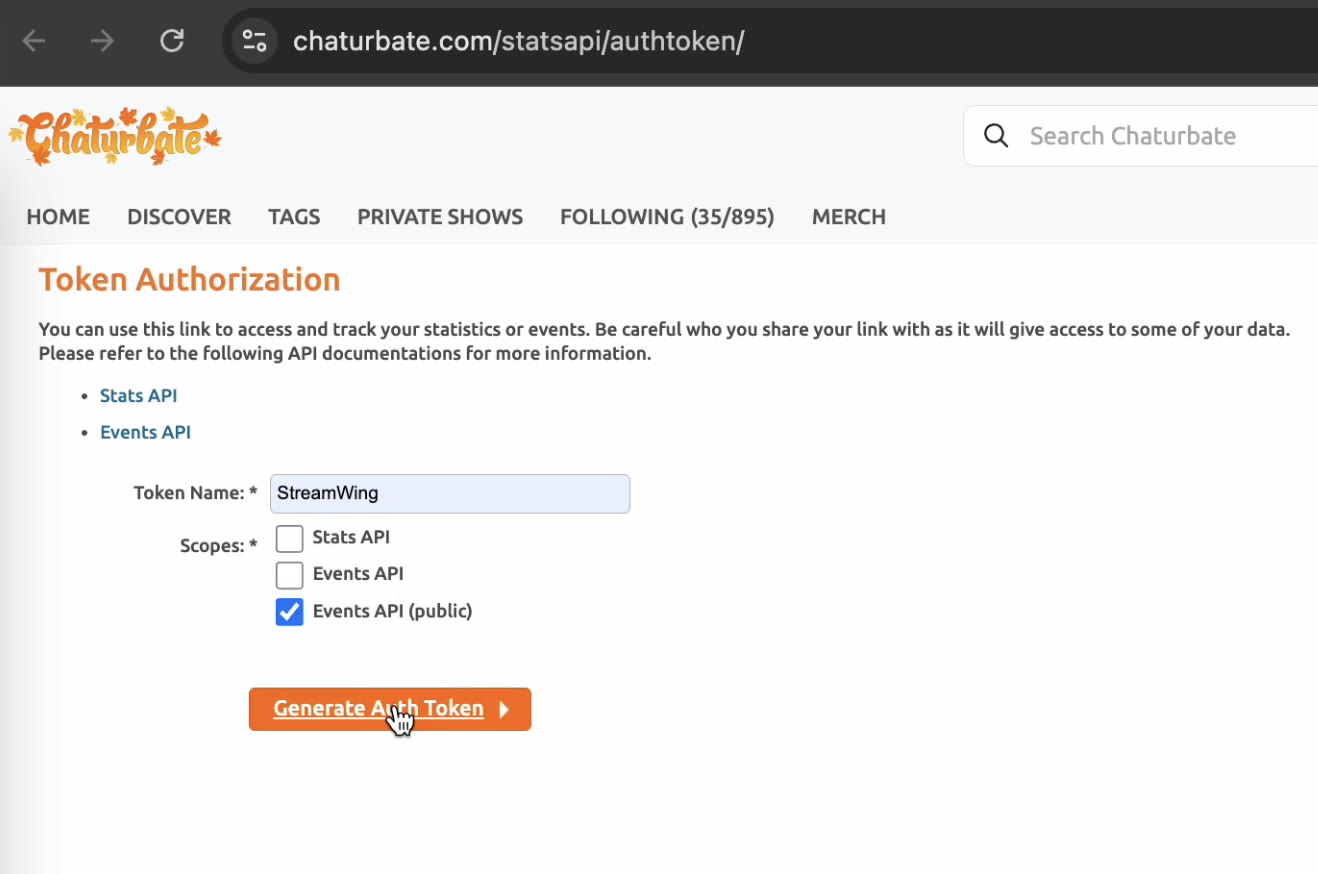 chaturbate.com/statsapi/authtoken/
Chaturbate
Search Chaturbate
HOME DISCOVER TAGS PRIVATE SHOWS FOLLOWING (35/895) MERCH
Token Authorization
You can use this link to access and track your statistics or events. Be careful who you share your link with as it will give access to some of your data.
Please refer to the following API documentations for more information.
• Stats API
• Events API
Token Name: * StreamWing
Scopes: * Stats API
Events API
Events API (public)
Generate Auth Token